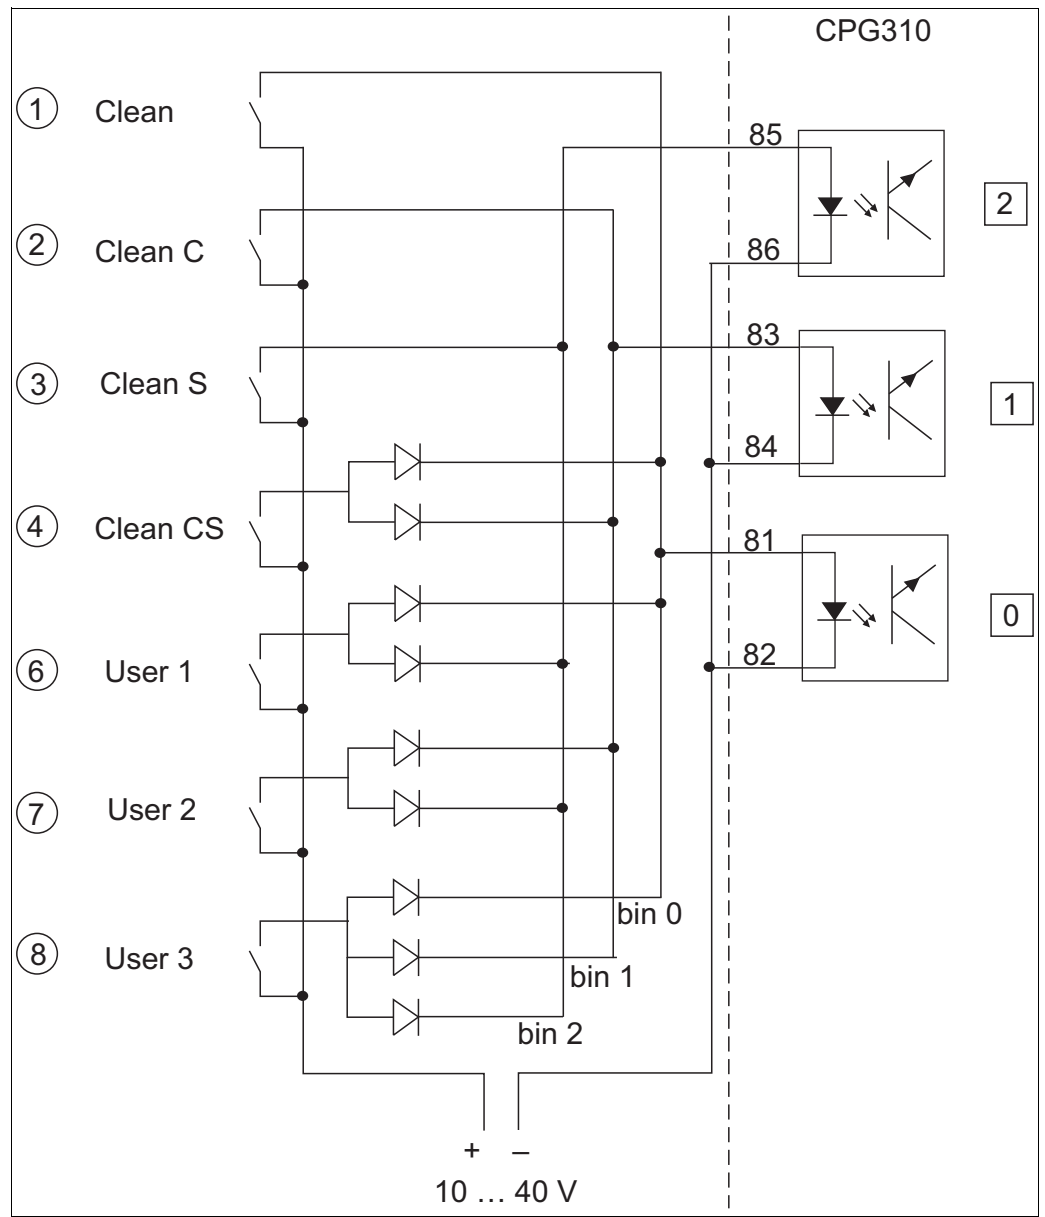 CPG310
1 Clean
85
2
2 Clean C
86
83
3 Clean S
1
84
4 Clean CS
81
0
82
6 User 1
7 User 2
bin 0
8 User 3
bin 1
bin 2
+ –
10 ... 40 V